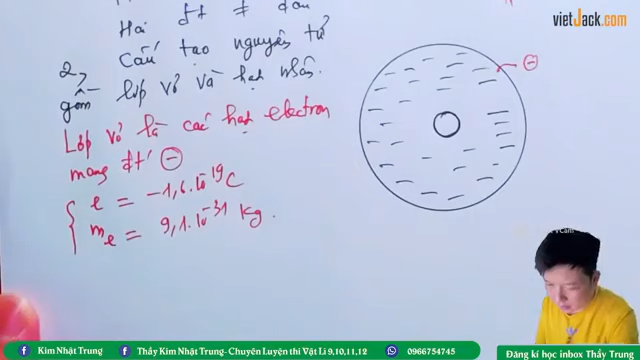 vietJack.com
Hai đt ≠ dấu
2, Cấu tạo nguyên tử
gồm lớp vỏ và hạt nhân.
Lớp vỏ là các hạt electron
mang đt ⊖
e = -1,6.10⁻¹⁹C
mₑ = 9,1.10⁻³¹ kg.
⊖
Kim Nhật Trung
Thầy Kim Nhật Trung- Chuyên Luyện thi Vật Lí 9,10,11,12
0966754745
Đăng kí học inbox Thầy Trung